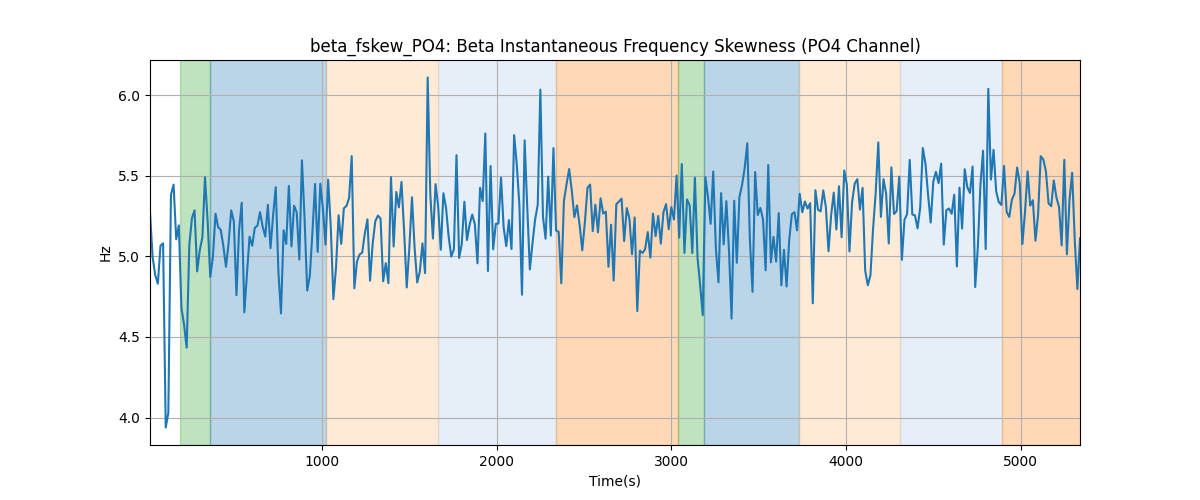 beta_fskew_PO4: Beta Instantaneous Frequency Skewness (PO4 Channel)
6.0
5.5
5.0
4.5
4.0
Hz
1000 2000 3000 4000 5000
Time(s)